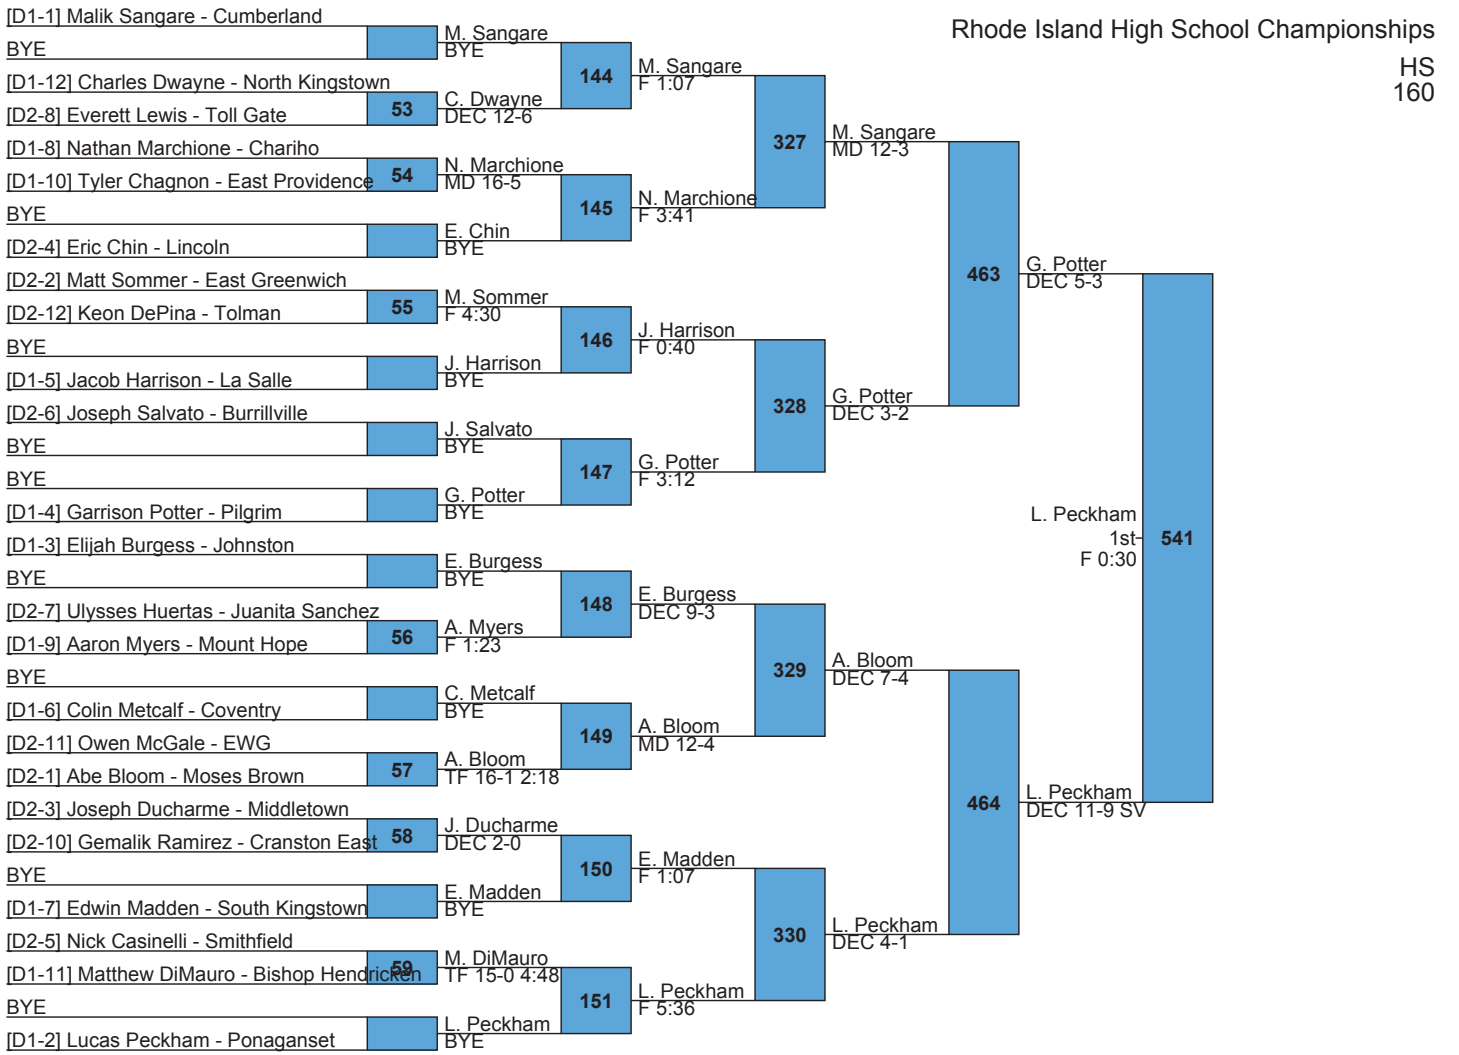 Rhode Island High School Championships
HS
160
[D1-1] Malik Sangare - Cumberland
BYE
[D1-12] Charles Dwayne - North Kingstown
[D2-8] Everett Lewis - Toll Gate
[D1-8] Nathan Marchione - Chariho
[D1-10] Tyler Chagnon - East Providence
BYE
[D2-4] Eric Chin - Lincoln
[D2-2] Matt Sommer - East Greenwich
[D2-12] Keon DePina - Tolman
BYE
[D1-5] Jacob Harrison - La Salle
[D2-6] Joseph Salvato - Burrillville
BYE
BYE
[D1-4] Garrison Potter - Pilgrim
[D1-3] Elijah Burgess - Johnston
BYE
[D2-7] Ulysses Huertas - Juanita Sanchez
[D1-9] Aaron Myers - Mount Hope
BYE
[D1-6] Colin Metcalf - Coventry
[D2-11] Owen McGale - EWG
[D2-1] Abe Bloom - Moses Brown
[D2-3] Joseph Ducharme - Middletown
[D2-10] Gemalik Ramirez - Cranston East
BYE
[D1-7] Edwin Madden - South Kingstown
[D2-5] Nick Casinelli - Smithfield
[D1-11] Matthew DiMauro - Bishop Hendricken
BYE
[D1-2] Lucas Peckham - Ponaganset
53
54
55
56
57
58
59
M. Sangare
BYE
C. Dwayne
DEC 12-6
N. Marchione
MD 16-5
E. Chin
BYE
M. Sommer
F 4:30
J. Harrison
BYE
J. Salvato
BYE
G. Potter
BYE
E. Burgess
BYE
A. Myers
F 1:23
C. Metcalf
BYE
A. Bloom
TF 16-1 2:18
J. Ducharme
DEC 2-0
E. Madden
BYE
M. DiMauro
TF 15-0 4:48
L. Peckham
BYE
144
145
146
147
148
149
150
151
M. Sangare
F 1:07
N. Marchione
F 3:41
J. Harrison
F 0:40
G. Potter
F 3:12
E. Burgess
DEC 9-3
A. Bloom
MD 12-4
E. Madden
F 1:07
L. Peckham
F 5:36
327
328
329
330
M. Sangare
MD 12-3
G. Potter
DEC 3-2
A. Bloom
DEC 7-4
L. Peckham
DEC 4-1
463
464
G. Potter
DEC 5-3
L. Peckham
DEC 11-9 SV
541
L. Peckham
1st
F 0:30